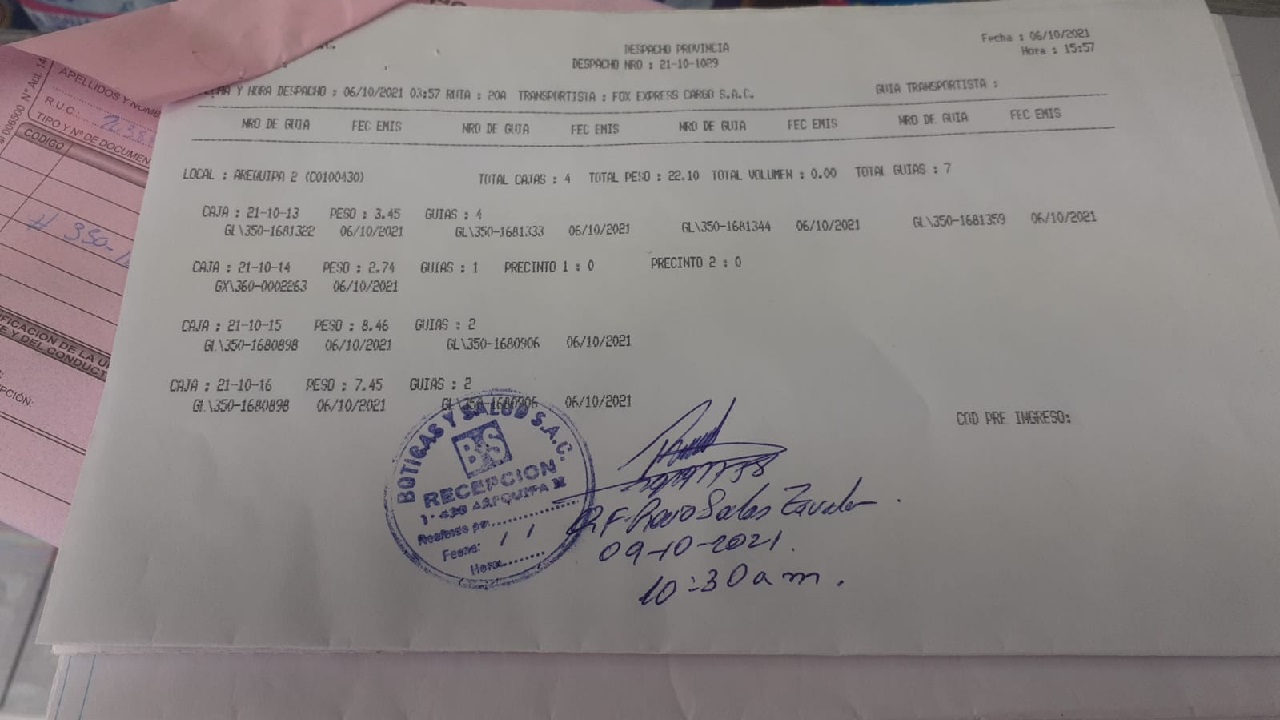 Fecha : 06/10/2021
Hora : 15:57
DESPACHO PROVINCIA
DESPACHO NRO : 21-10-1029
Y HORA DESPACHO : 06/10/2021 03:57 RUTA : 20A TRANSPORTISTA : FOX EXPRESS CARGO S.A.C. GUIA TRANSPORTISTA :
NRO DE GUIA FEC EMIS NRO DE GUIA FEC EMIS NRO DE GUIA FEC EMIS NRO DE GUIA FEC EMIS
LOCAL : AREQUIPA 2 (C0100430) TOTAL CAJAS : 4 TOTAL PESO : 22.10 TOTAL VOLUMEN : 0.00 TOTAL GUIAS : 7
CAJA : 21-10-13 PESO : 3.45 GUIAS : 4
GL\350-1681322 06/10/2021 GL\350-1681333 06/10/2021 GL\350-1681344 06/10/2021 GL\350-1681359 06/10/2021
CAJA : 21-10-14 PESO : 2.74 GUIAS : 1 PRECINTO 1 : 0 PRECINTO 2 : 0
GX\360-0002263 06/10/2021
CAJA : 21-10-15 PESO : 8.46 GUIAS : 2
GL\350-1680898 06/10/2021 GL\350-1680906 06/10/2021
CAJA : 21-10-16 PESO : 7.45 GUIAS : 2
GL\350-1680898 06/10/2021 GL\350-1680906 06/10/2021
COD PRE INGRESO:
BOTICAS Y SALUD S.A.C.
B S
RECEPCION
AREQUIPA
Fecha: / /
Hora:
Q.F. Salas
09-10-2021.
10:30am.
APELLIDOS Y
R.U.C.
TIPO Y Nº DE DOCUMEN
CODIGO
# 350-